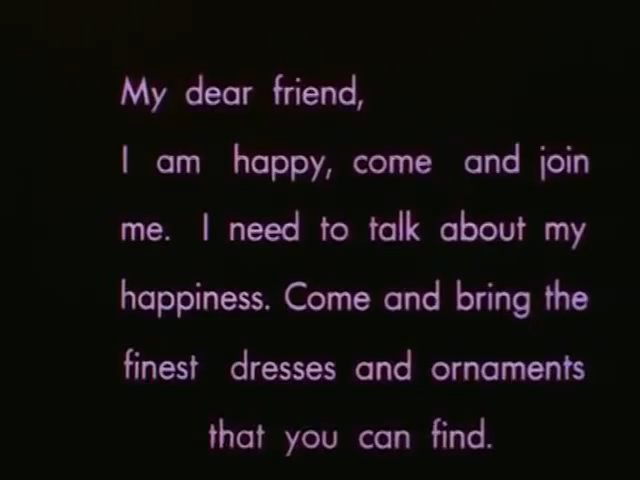 My dear friend,
I am happy, come and join
me. I need to talk about my
happiness. Come and bring the
finest dresses and ornaments
that you can find.